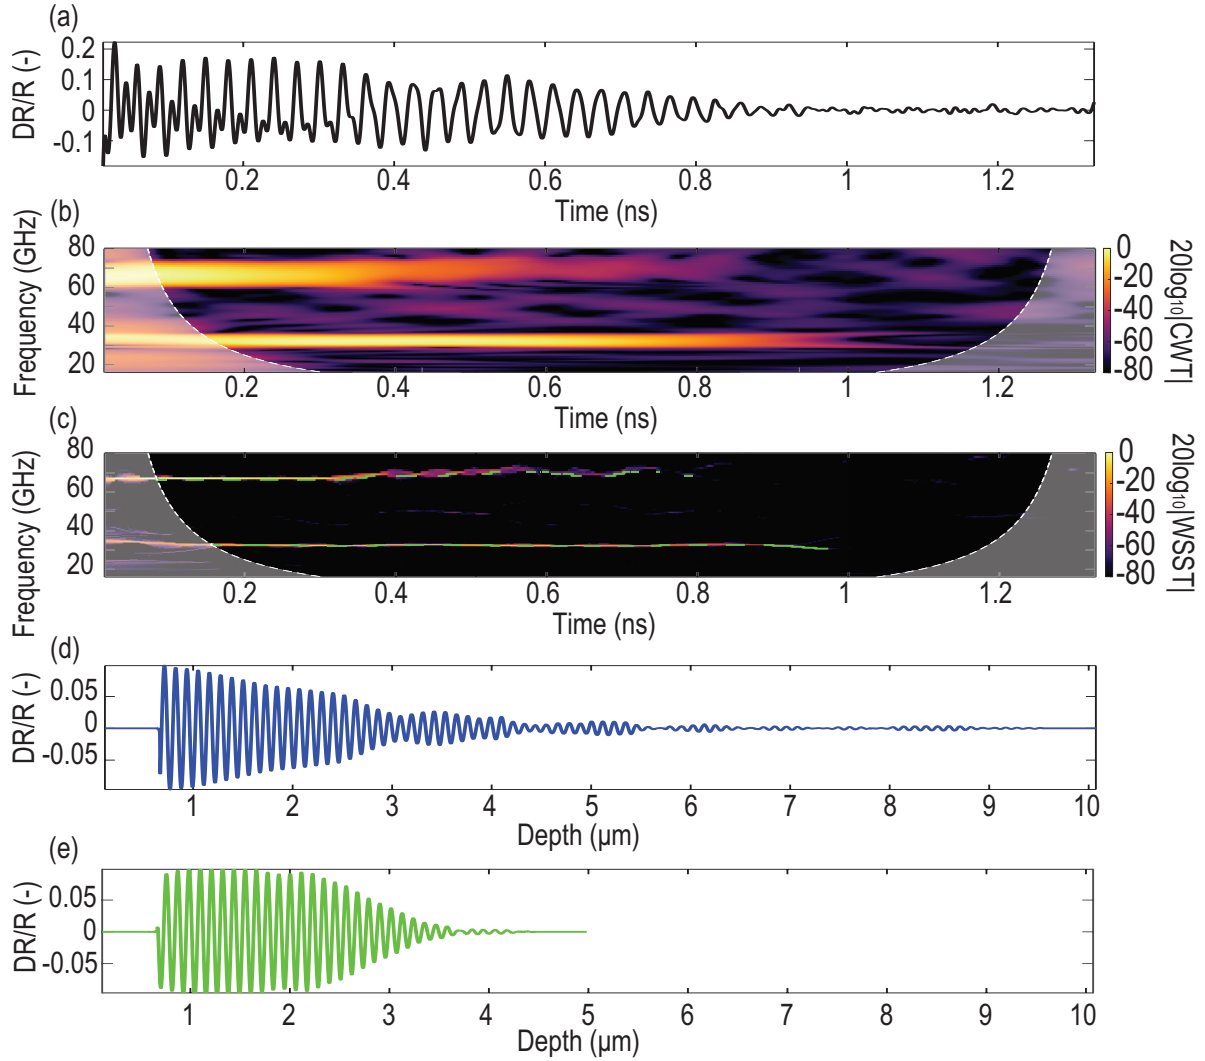 (a)
DR/R (-)
0.2
0.1
0
-0.1
0.2 0.4 0.6 0.8 1 1.2
Time (ns)
(b)
Frequency (GHz)
80
60
40
20
0.2 0.4 0.6 0.8 1 1.2
Time (ns)
0
-20
-40
-60
-80
20log₁₀|CWT|
(c)
Frequency (GHz)
80
60
40
20
0.2 0.4 0.6 0.8 1 1.2
Time (ns)
0
-20
-40
-60
-80
20log₁₀|WSST|
(d)
DR/R (-)
0.05
0
-0.05
1 2 3 4 5 6 7 8 9 10
Depth (µm)
(e)
DR/R (-)
0.05
0
-0.05
1 2 3 4 5 6 7 8 9 10
Depth (µm)